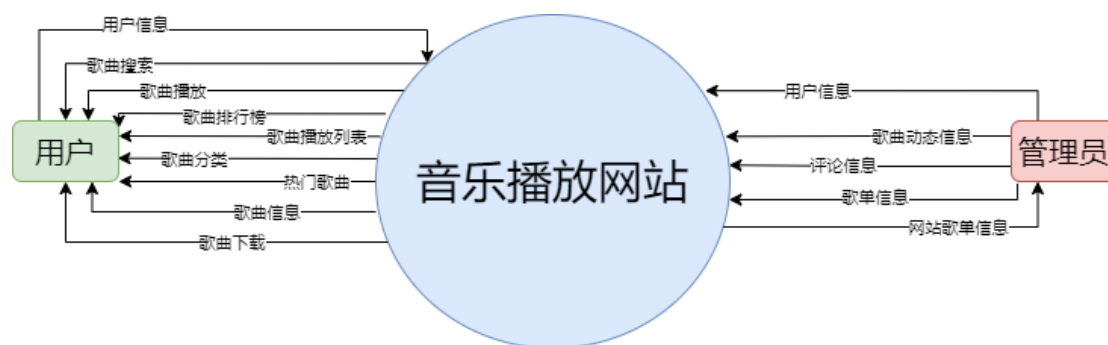 用户信息
歌曲搜索
歌曲播放
歌曲排行榜
歌曲播放列表
歌曲分类
热门歌曲
歌曲信息
歌曲下载
用户
音乐播放网站
用户信息
歌曲动态信息
评论信息
歌单信息
网站歌单信息
管理员